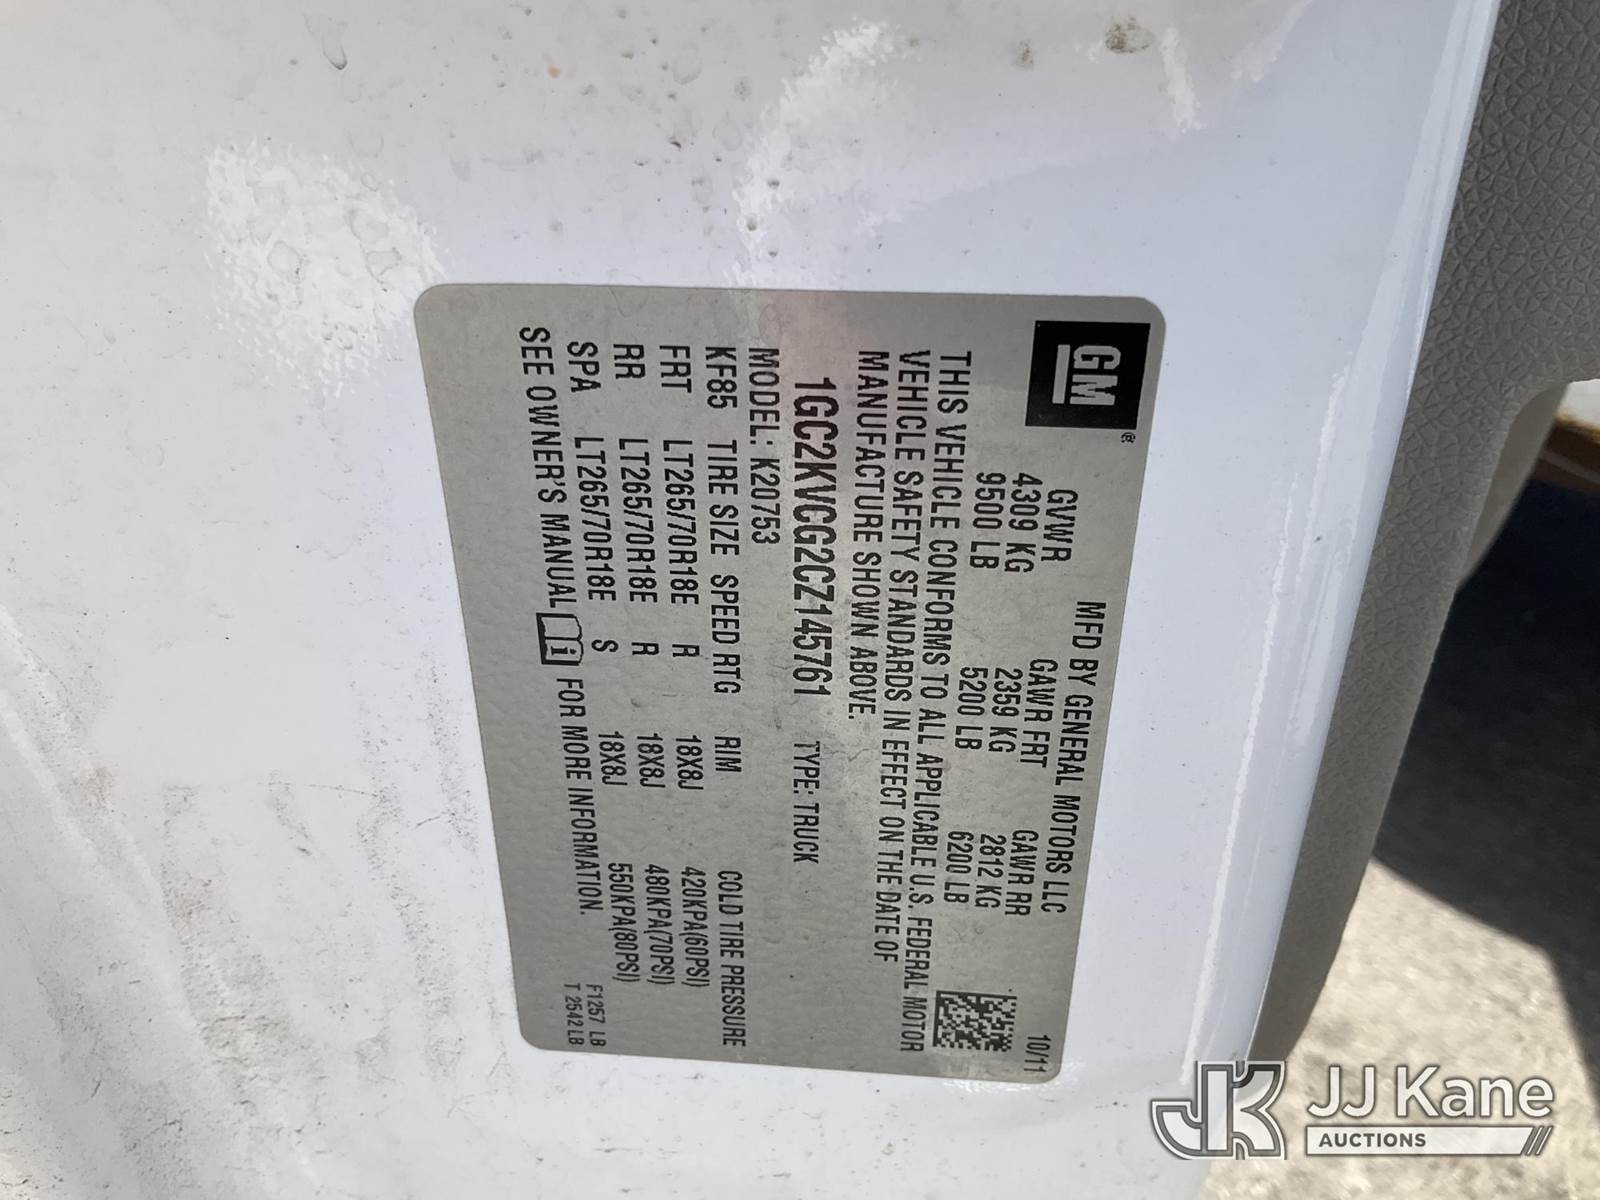 GM ®
MFD BY GENERAL MOTORS LLC 10/11
GVWR GAWR FRT GAWR RR
4309 KG 2359 KG 2812 KG
9500 LB 5200 LB 6200 LB
THIS VEHICLE CONFORMS TO ALL APPLICABLE U.S. FEDERAL MOTOR
VEHICLE SAFETY STANDARDS IN EFFECT ON THE DATE OF
MANUFACTURE SHOWN ABOVE.
1GC2KVCG2CZ145761 TYPE: TRUCK
MODEL: K20753
KF85 TIRE SIZE SPEED RTG RIM COLD TIRE PRESSURE
FRT LT265/70R18E R 18X8J 420KPA(60PSI)
RR LT265/70R18E R 18X8J 480KPA(70PSI)
SPA LT265/70R18E S 18X8J 550KPA(80PSI)
SEE OWNER'S MANUAL i FOR MORE INFORMATION.
F1257 LB
T 2542 LB
JK JJ Kane
AUCTIONS